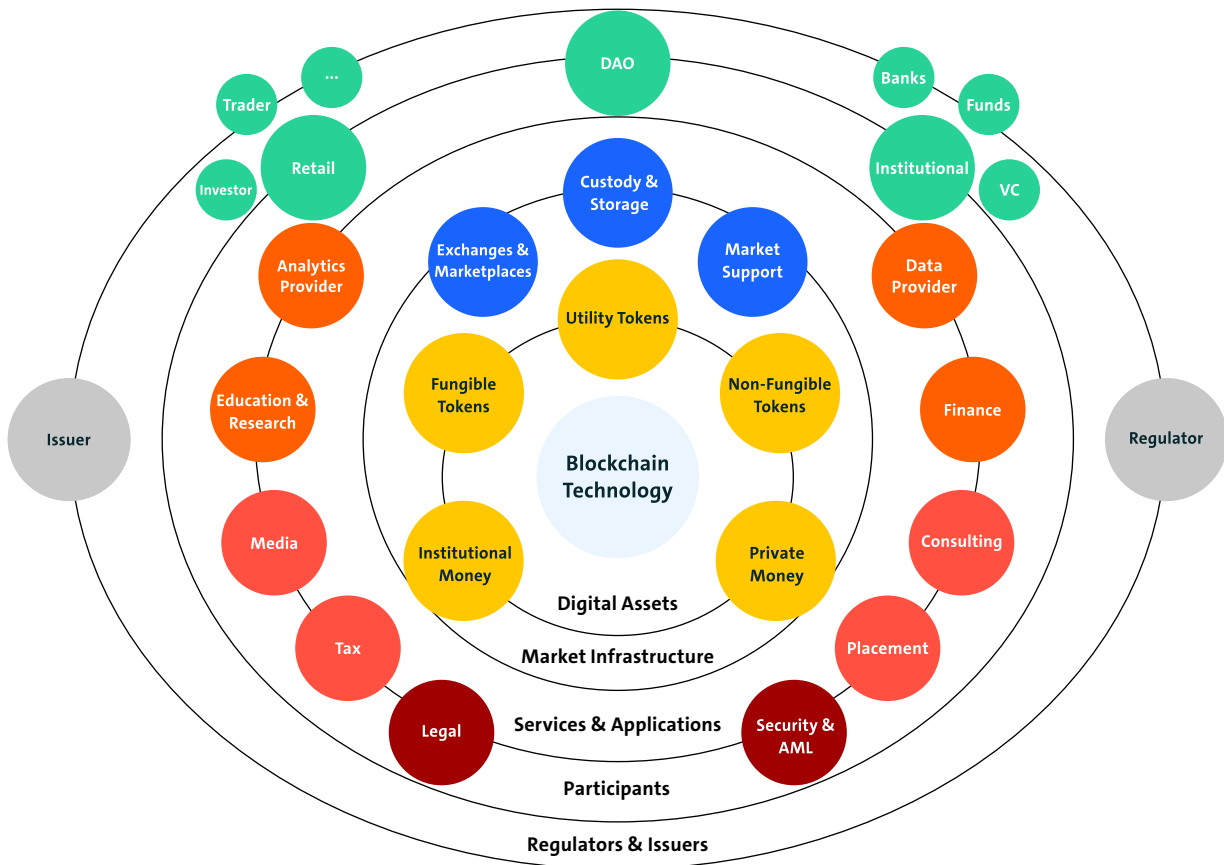 DAO
...
Banks
Trader
Funds
Retail
Institutional
Investor
VC
Custody &
Storage
Exchanges &
Marketplaces
Market
Support
Analytics
Provider
Data
Provider
Utility Tokens
Fungible
Tokens
Non-Fungible
Tokens
Education &
Research
Finance
Issuer
Regulator
Blockchain
Technology
Media
Consulting
Institutional
Money
Private
Money
Digital Assets
Tax
Placement
Market Infrastructure
Legal
Services & Applications
Security &
AML
Participants
Regulators & Issuers